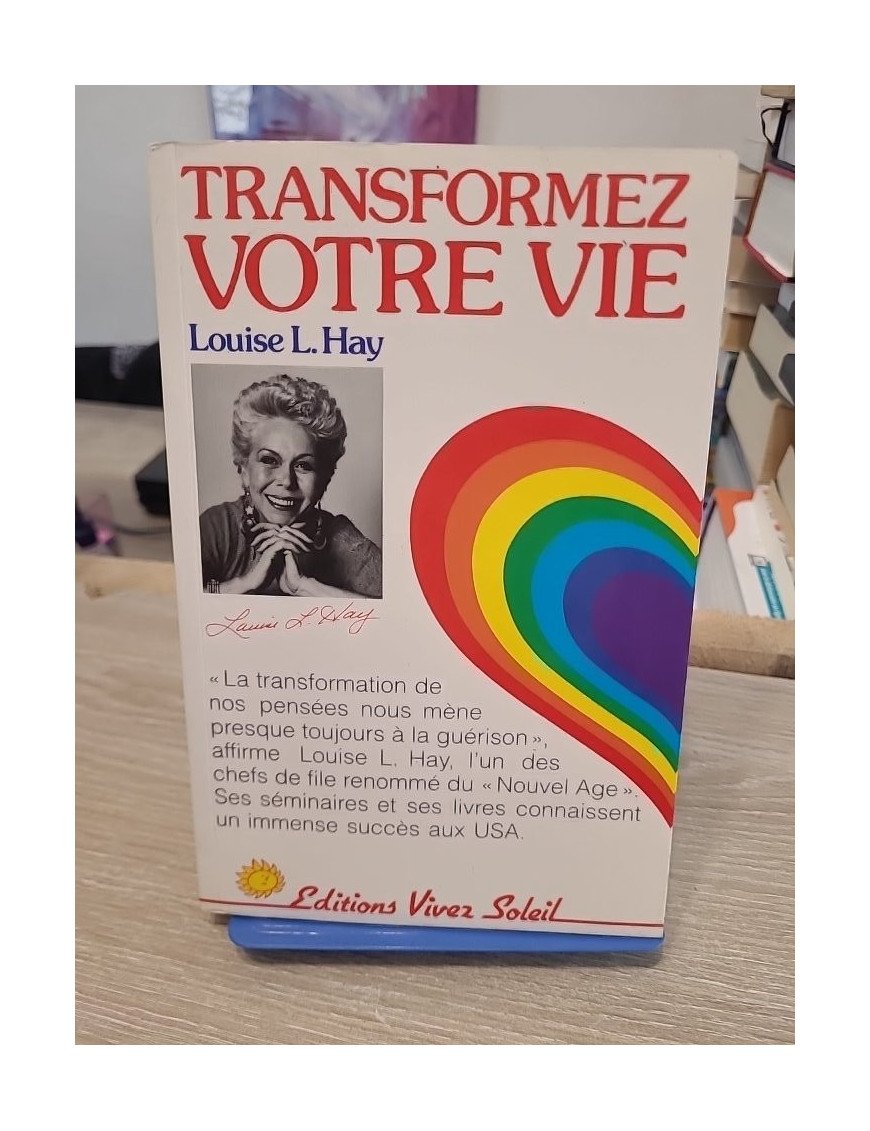 TRANSFORMEZ
VOTRE VIE
Louise L. Hay
Louise L. Hay
« La transformation de
nos pensées nous mène
presque toujours à la guérison »,
affirme Louise L. Hay, l'un des
chefs de file renommé du « Nouvel Age ».
Ses séminaires et ses livres connaissent
un immense succès aux USA.
Editions Vivez Soleil